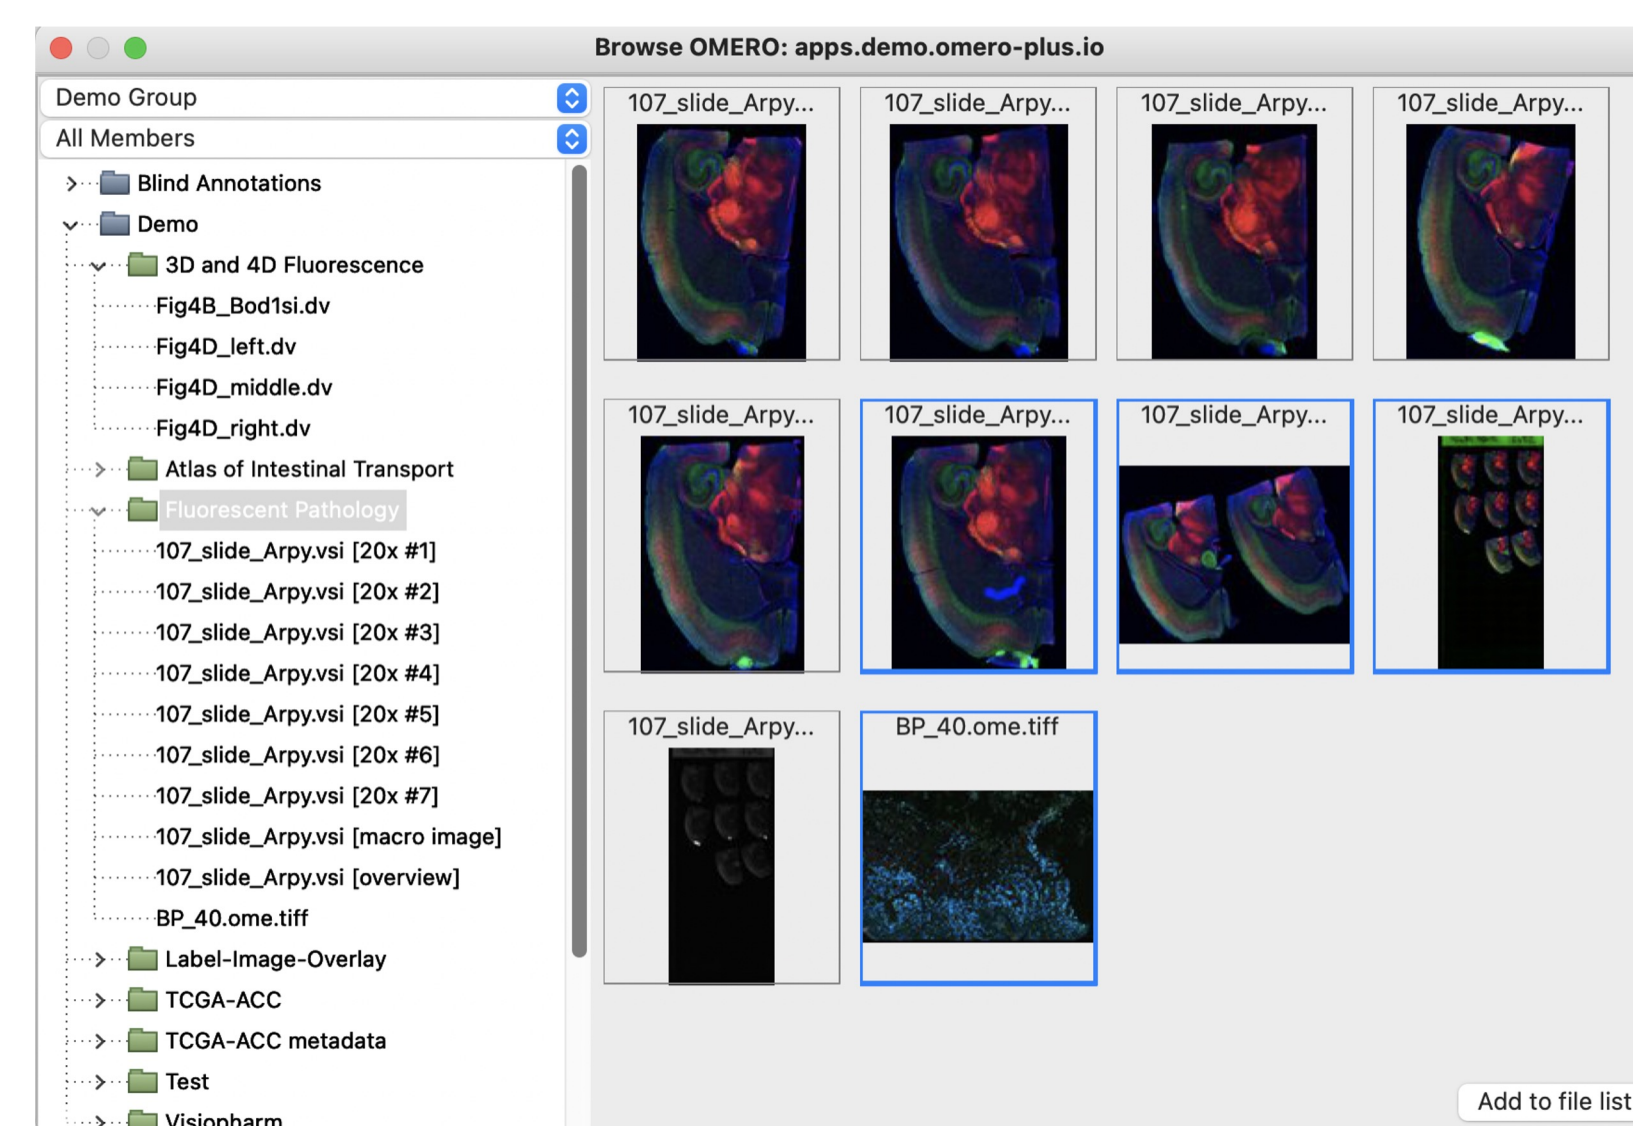 Browse OMERO: apps.demo.omero-plus.io
Demo Group
All Members
Blind Annotations
Demo
3D and 4D Fluorescence
Fig4B_Bod1si.dv
Fig4D_left.dv
Fig4D_middle.dv
Fig4D_right.dv
Atlas of Intestinal Transport
Fluorescent Pathology
107_slide_Arpy.vsi [20x #1]
107_slide_Arpy.vsi [20x #2]
107_slide_Arpy.vsi [20x #3]
107_slide_Arpy.vsi [20x #4]
107_slide_Arpy.vsi [20x #5]
107_slide_Arpy.vsi [20x #6]
107_slide_Arpy.vsi [20x #7]
107_slide_Arpy.vsi [macro image]
107_slide_Arpy.vsi [overview]
BP_40.ome.tiff
Label-Image-Overlay
TCGA-ACC
TCGA-ACC metadata
Test
Visiopharm
107_slide_Arpy... 107_slide_Arpy... 107_slide_Arpy... 107_slide_Arpy...
107_slide_Arpy... 107_slide_Arpy... 107_slide_Arpy... 107_slide_Arpy...
107_slide_Arpy... BP_40.ome.tiff
Add to file list